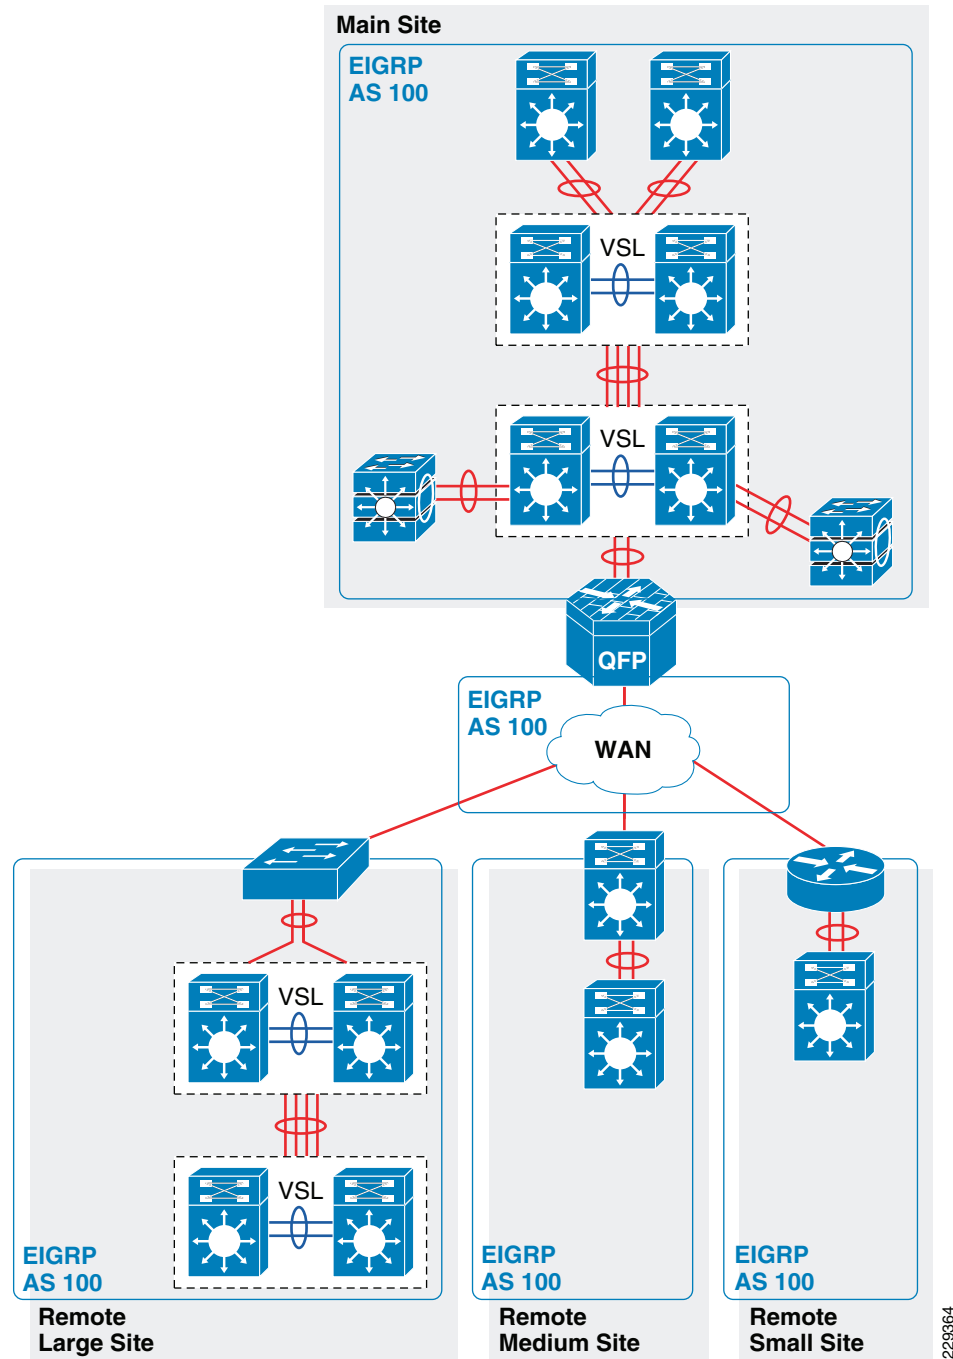 Main Site
EIGRP
AS 100
VSL
VSL
QFP
EIGRP
AS 100
WAN
VSL
VSL
EIGRP
AS 100
EIGRP
AS 100
EIGRP
AS 100
Remote
Large Site
Remote
Medium Site
Remote
Small Site
229364